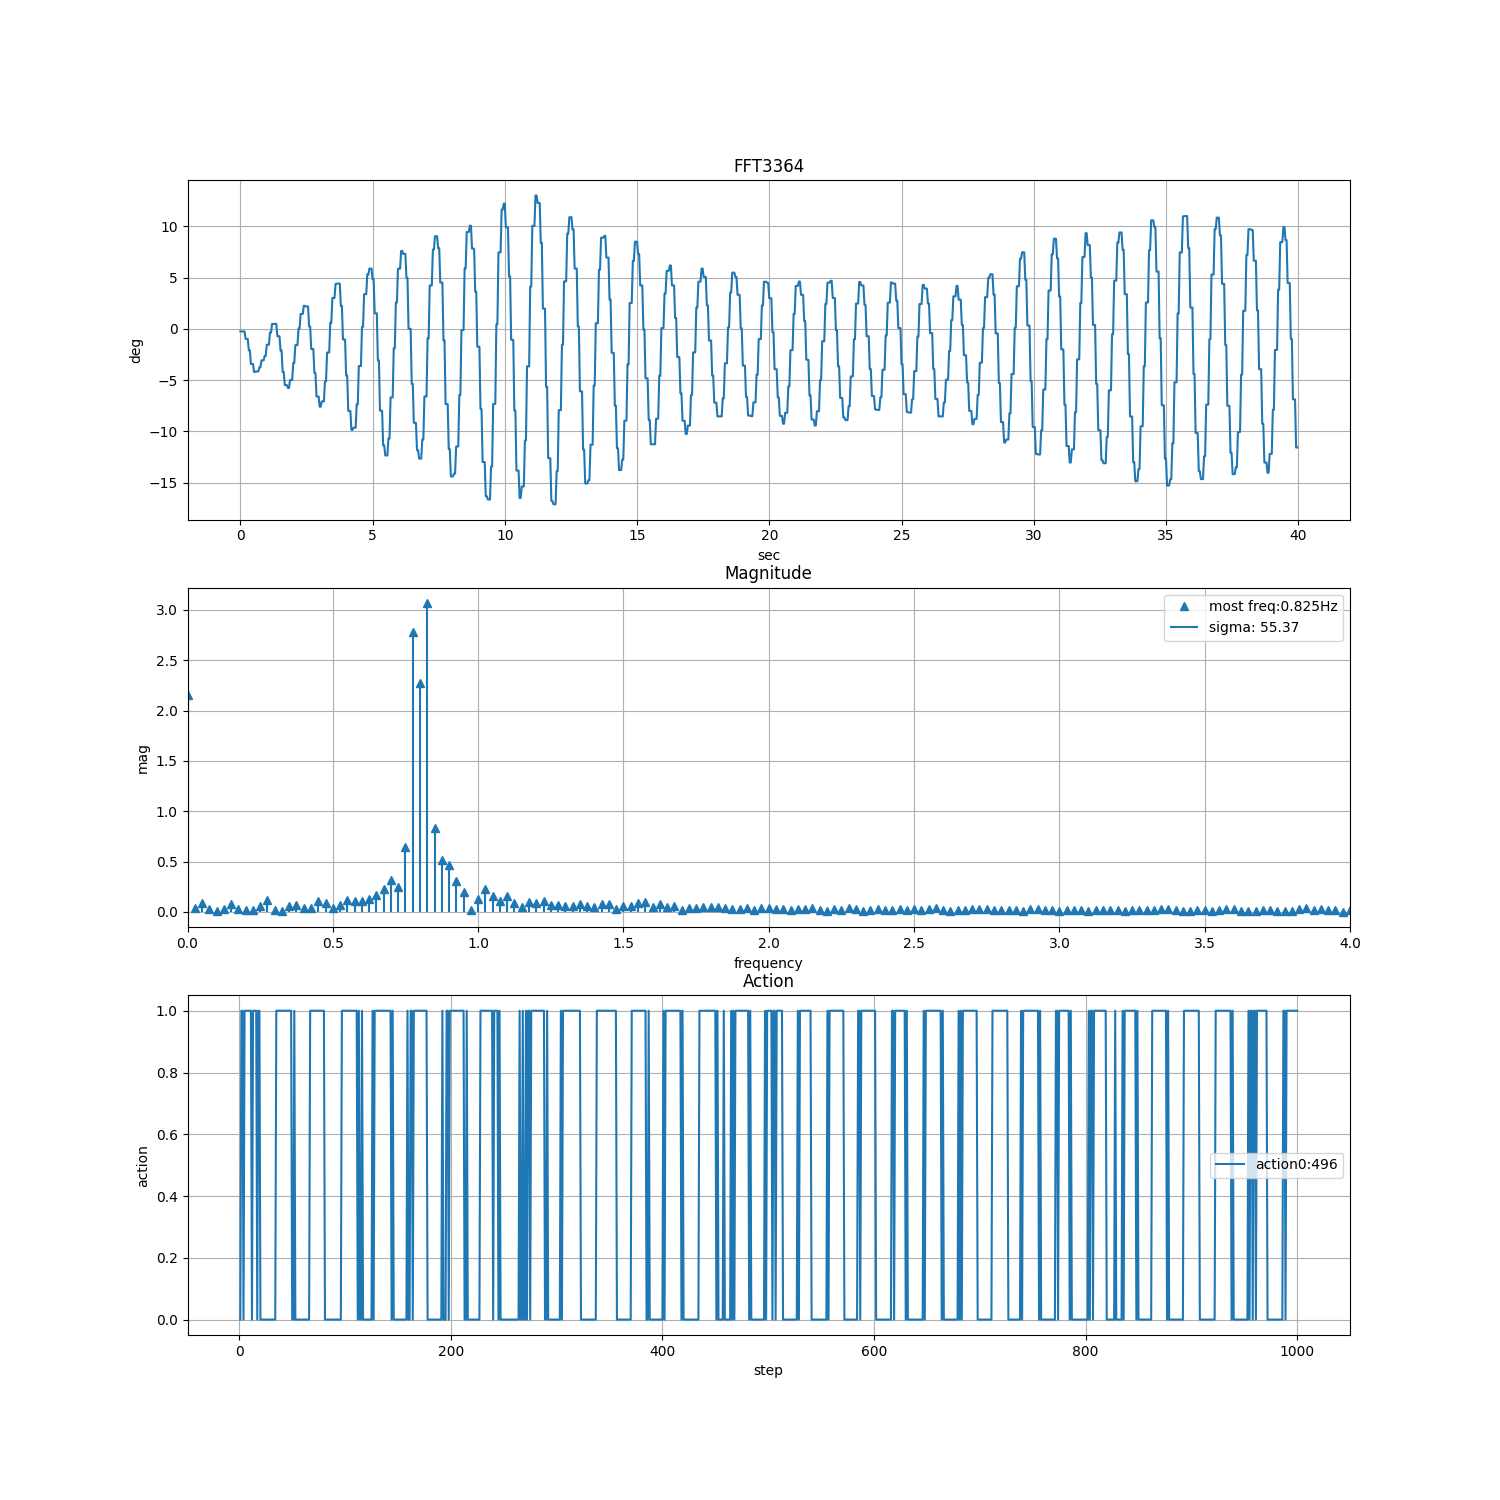 FFT3364
10
5
0
−5
−10
−15
deg
0 5 10 15 20 25 30 35 40
sec
Magnitude
most freq:0.825Hz
sigma: 55.37
3.0
2.5
2.0
1.5
1.0
0.5
0.0
mag
0.0 0.5 1.0 1.5 2.0 2.5 3.0 3.5 4.0
frequency
Action
1.0
0.8
0.6
0.4
0.2
0.0
action
action0:496
0 200 400 600 800 1000
step